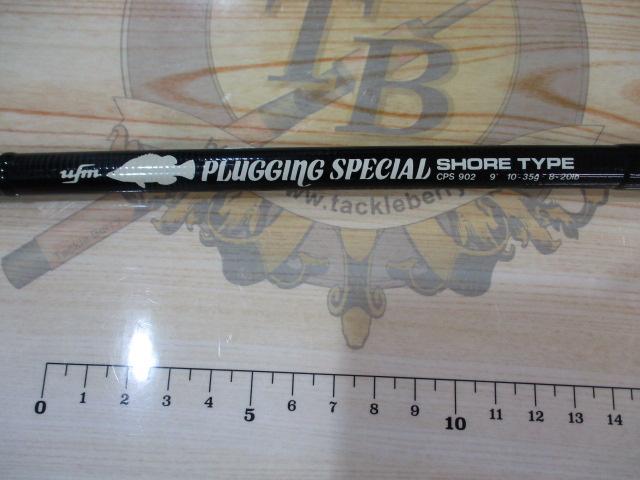 TB
ufm PLUGGING SPECIAL SHORE TYPE
CPS 902 9' 10-35g 8-20lb
www.tackleberry
0 1 2 3 4 5 6 7 8 9 10 11 12 13 14